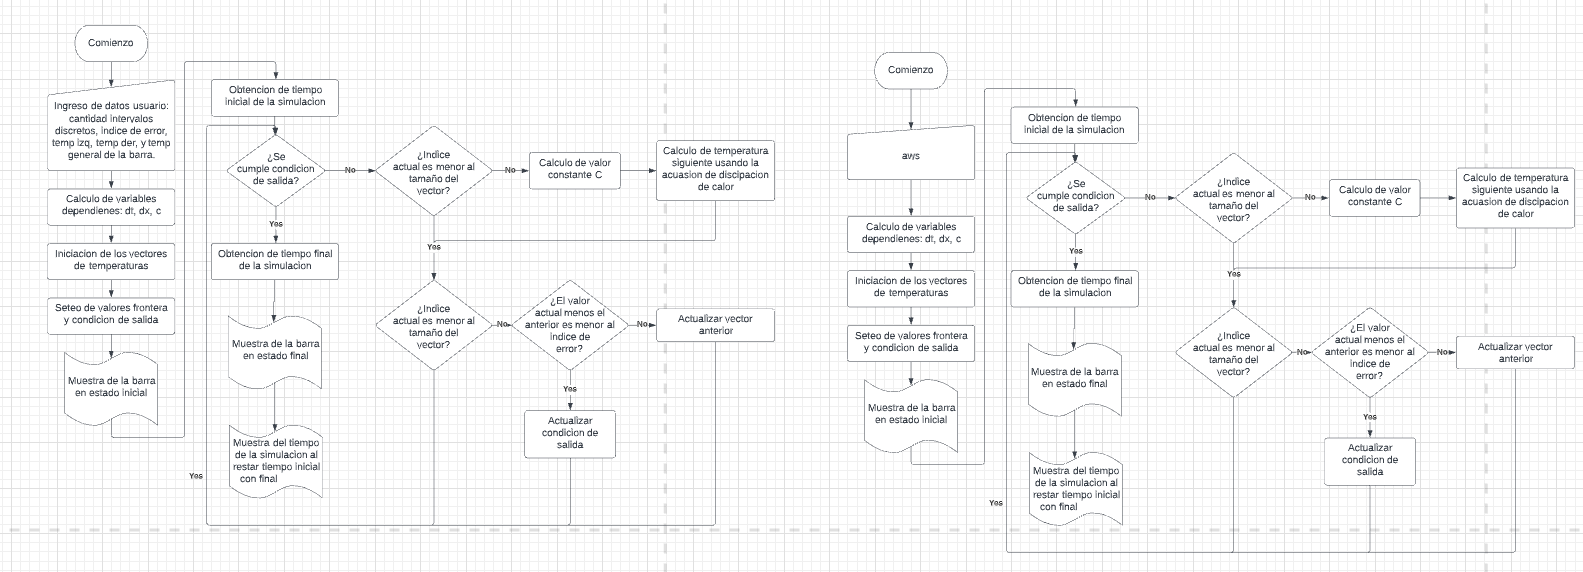 Comienzo
Ingreso de datos usuario:
cantidad intervalos
discretos, indice de error,
temp izq, temp der, y temp
general de la barra.
Calculo de variables
dependienes: dt, dx, c
Iniciacion de los vectores
de temperaturas
Seteo de valores frontera
y condicion de salida
Muestra de la barra
en estado inicial
Obtencion de tiempo
inicial de la simulacion
¿Se
cumple condicion
de salida?
No
Yes
Obtencion de tiempo final
de la simulacion
Muestra de la barra
en estado final
Muestra del tiempo
de la simulacion al
restar tiempo inicial
con final
Yes
¿Indice
actual es menor al
tamaño del
vector?
No
Calculo de valor
constante C
Calculo de temperatura
siguiente usando la
acuasion de discipacion
de calor
Yes
¿Indice
actual es menor al
tamaño del
vector?
No
¿El valor
actual menos el
anterior es menor al
indice de
error?
No
Actualizar vector
anterior
Yes
Actualizar
condicion de
salida
Comienzo
aws
Calculo de variables
dependienes: dt, dx, c
Iniciacion de los vectores
de temperaturas
Seteo de valores frontera
y condicion de salida
Muestra de la barra
en estado inicial
Obtencion de tiempo
inicial de la simulacion
¿Se
cumple condicion
de salida?
No
Yes
Obtencion de tiempo final
de la simulacion
Muestra de la barra
en estado final
Muestra del tiempo
de la simulacion al
restar tiempo inicial
con final
Yes
¿Indice
actual es menor al
tamaño del
vector?
No
Calculo de valor
constante C
Calculo de temperatura
siguiente usando la
acuasion de discipacion
de calor
Yes
¿Indice
actual es menor al
tamaño del
vector?
No
¿El valor
actual menos el
anterior es menor al
indice de
error?
No
Actualizar vector
anterior
Yes
Actualizar
condicion de
salida